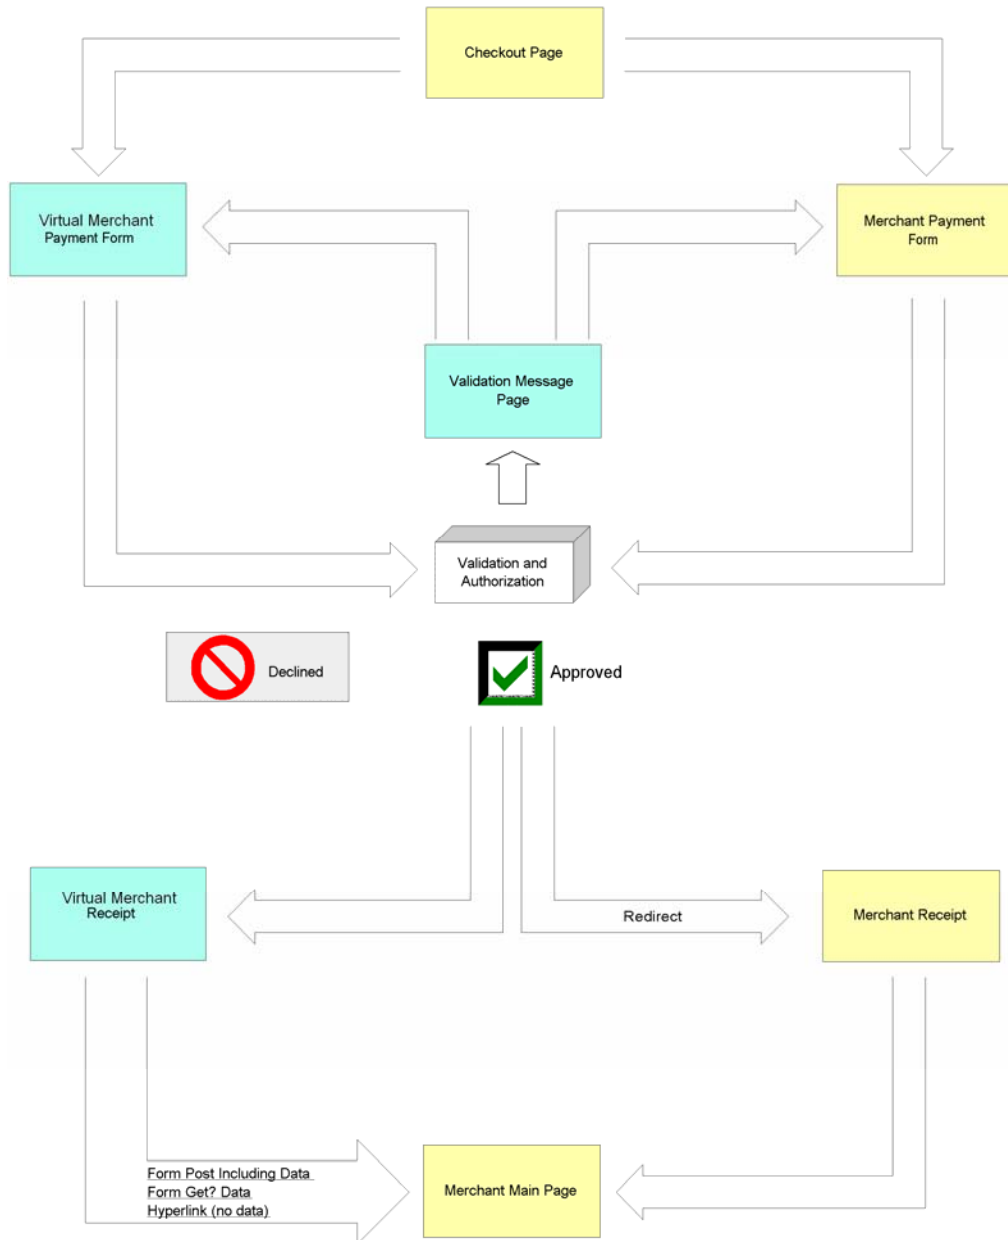 Checkout Page
Virtual Merchant
Payment Form
Merchant Payment
Form
Validation Message
Page
Validation and
Authorization
Declined
Approved
Virtual Merchant
Receipt
Redirect
Merchant Receipt
Form Post Including Data
Form Get? Data
Hyperlink (no data)
Merchant Main Page